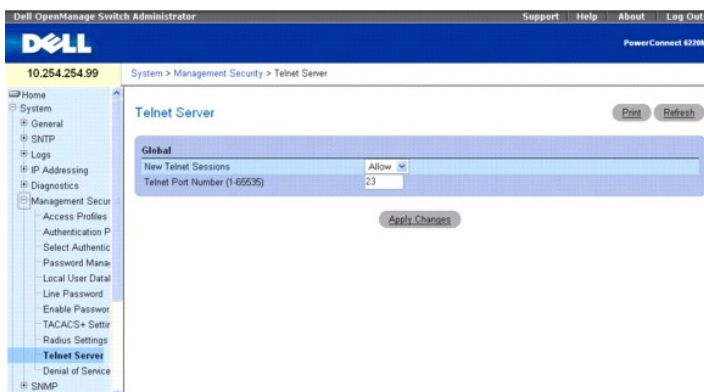 Dell OpenManage Switch Administrator
Support Help About Log Out
DELL
PowerConnect
10.254.254.99
System > Management Security > Telnet Server
Home
System
General
SNTP
Logs
IP Addressing
Diagnostics
Management Secur
Access Profiles
Authentication P
Select Authentic
Password Mana
Local User Data
Line Password
Enable Passwor
TACACS+ Settin
Radius Settings
Telnet Server
Denial of Service
SNMP
Telnet Server
Print Refresh
Global
New Telnet Sessions Allow
Telnet Port Number (1-65535) 23
Apply Changes